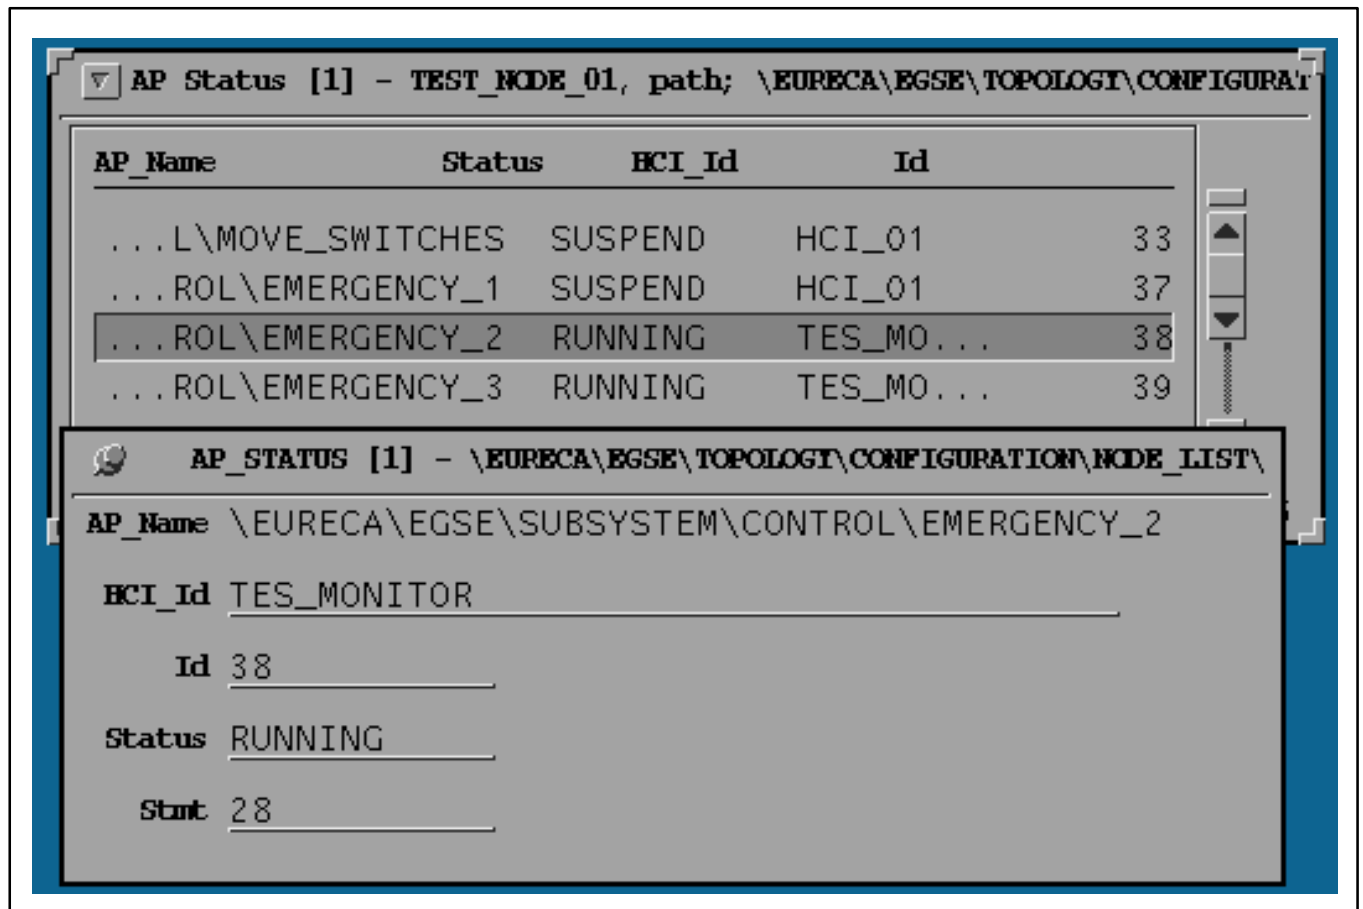 AP Status [1] - TEST_NODE_01, path; \EURECA\EGSE\TOPOLOGY\CONFIGURAT
AP_Name Status HCI_Id Id
...L\MOVE_SWITCHES SUSPEND HCI_01 33
...ROL\EMERGENCY_1 SUSPEND HCI_01 37
...ROL\EMERGENCY_2 RUNNING TES_MO... 38
...ROL\EMERGENCY_3 RUNNING TES_MO... 39
AP_STATUS [1] - \EURECA\EGSE\TOPOLOGY\CONFIGURATION\NODE_LIST\
AP_Name \EURECA\EGSE\SUBSYSTEM\CONTROL\EMERGENCY_2
HCI_Id TES_MONITOR
Id 38
Status RUNNING
Stmt 28